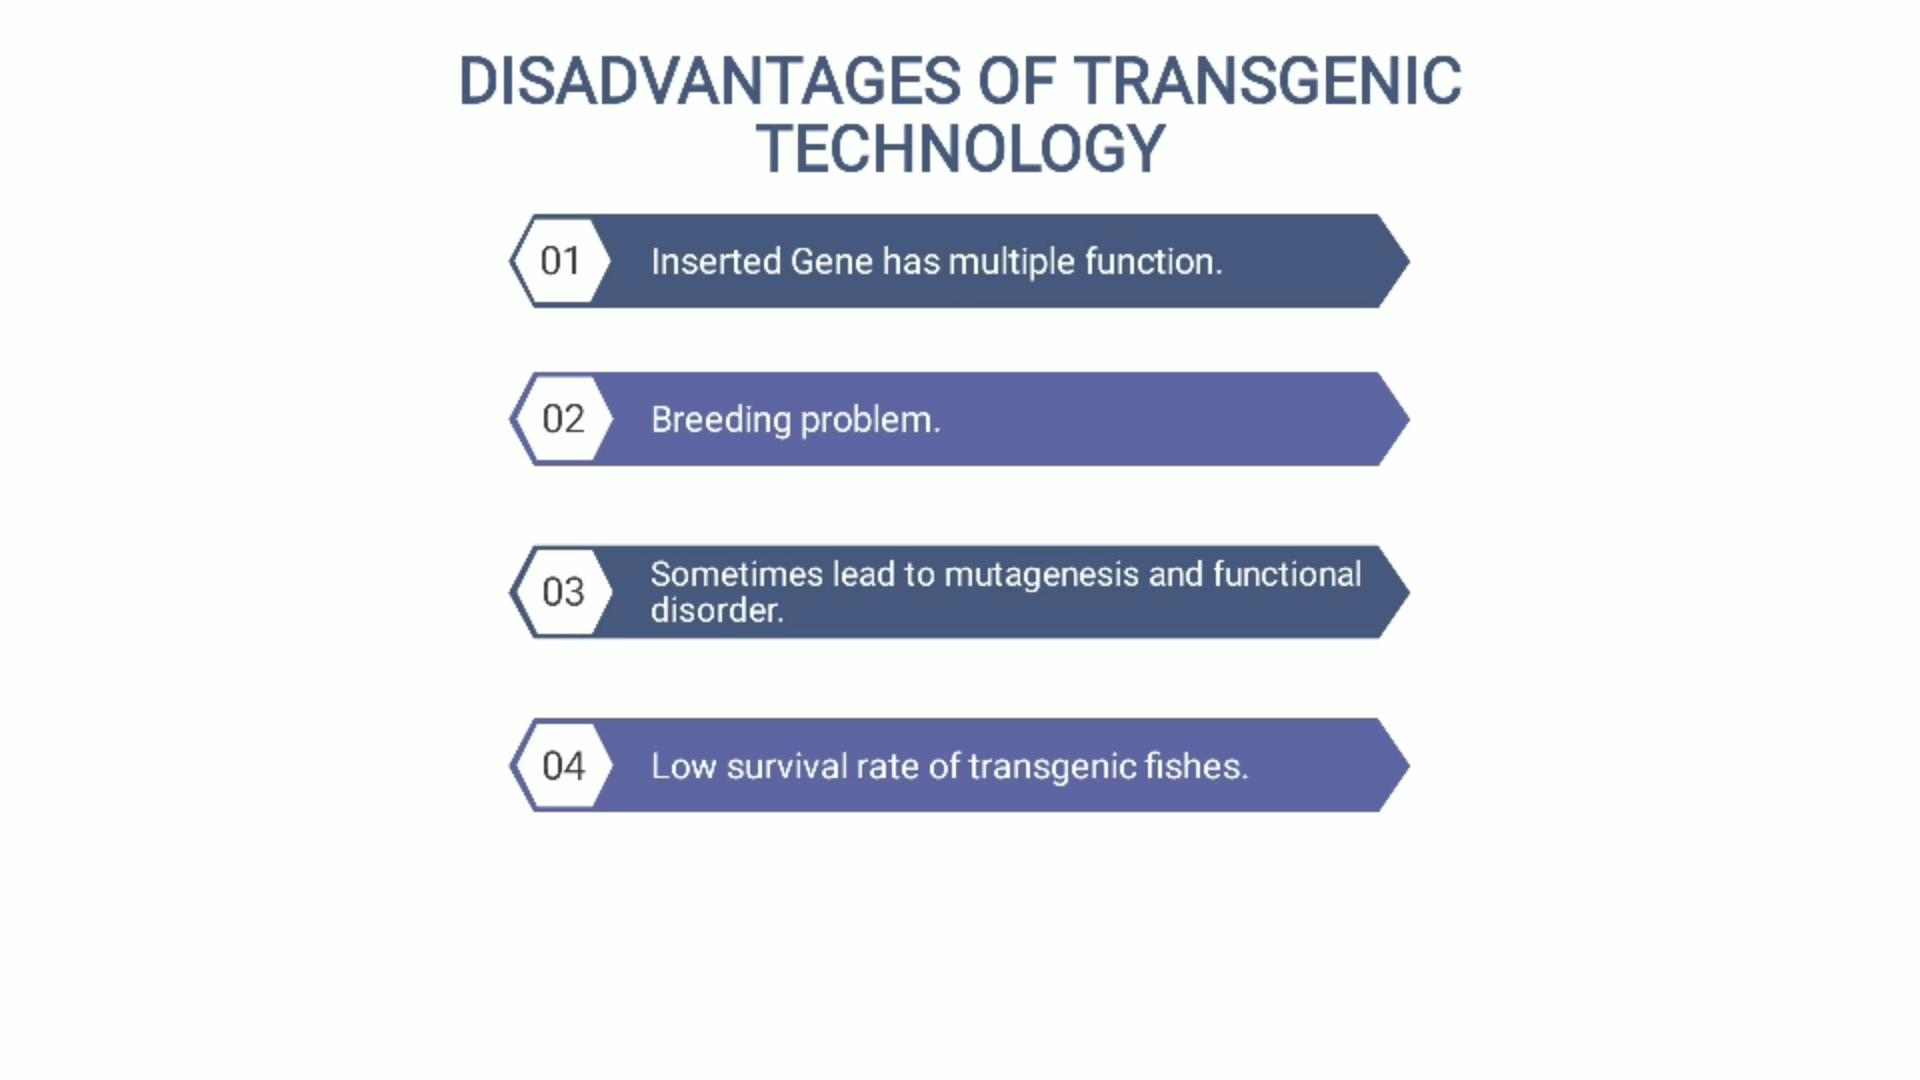 DISADVANTAGES OF TRANSGENIC
TECHNOLOGY
01 Inserted Gene has multiple function.
02 Breeding problem.
03 Sometimes lead to mutagenesis and functional
disorder.
04 Low survival rate of transgenic fishes.